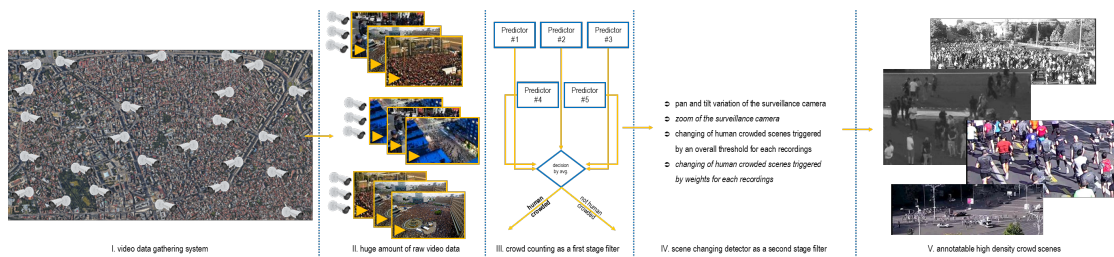 Predictor
#1
Predictor
#2
Predictor
#3
Predictor
#4
Predictor
#5
decision
by avg
human
crowded
not human
crowded
➲ pan and tilt variation of the surveillance camera
➲ zoom of the surveillance camera
➲ changing of human crowded scenes triggered
by an overall threshold for each recordings
➲ changing of human crowded scenes triggered
by weights for each recordings
I. video data gathering system
II. huge amount of raw video data
III. crowd counting as a first stage filter
IV. scene changing detector as a second stage filter
V. annotatable high density crowd scenes